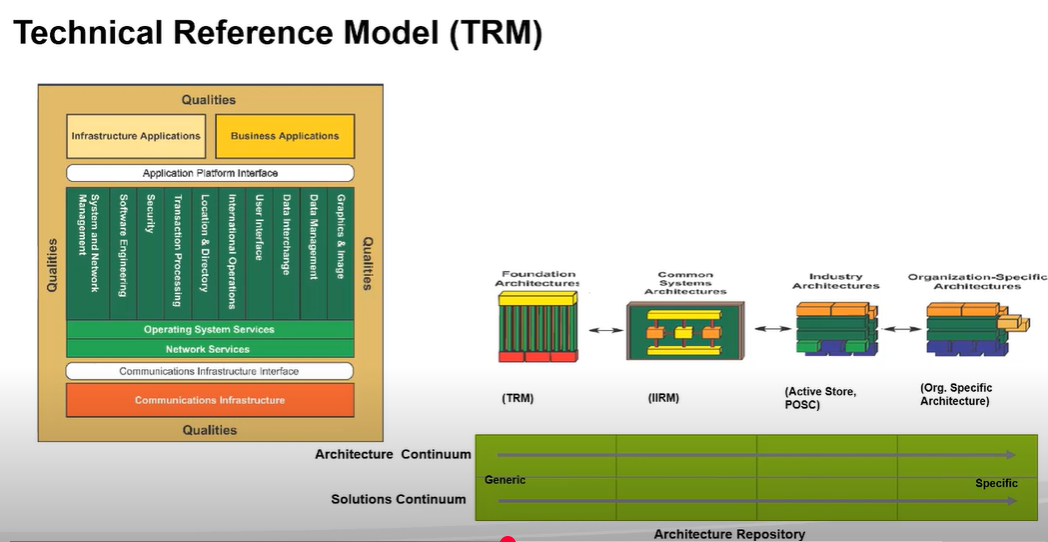 Technical Reference Model (TRM)
Qualities
Infrastructure Applications
Business Applications
Application Platform Interface
Qualities
System and Network
Management
Software Engineering
Security
Transaction Processing
Location & Directory
International Operations
User Interface
Data Interchange
Data Management
Graphics & Image
Qualities
Operating System Services
Network Services
Communications Infrastructure Interface
Communications Infrastructure
Qualities
Foundation
Architectures
Common
Systems
Architectures
Industry
Architectures
Organization-Specific
Architectures
(TRM)
(IIRM)
(Active Store,
POSC)
(Org. Specific
Architecture)
Architecture Continuum
Generic
Specific
Solutions Continuum
Architecture Repository